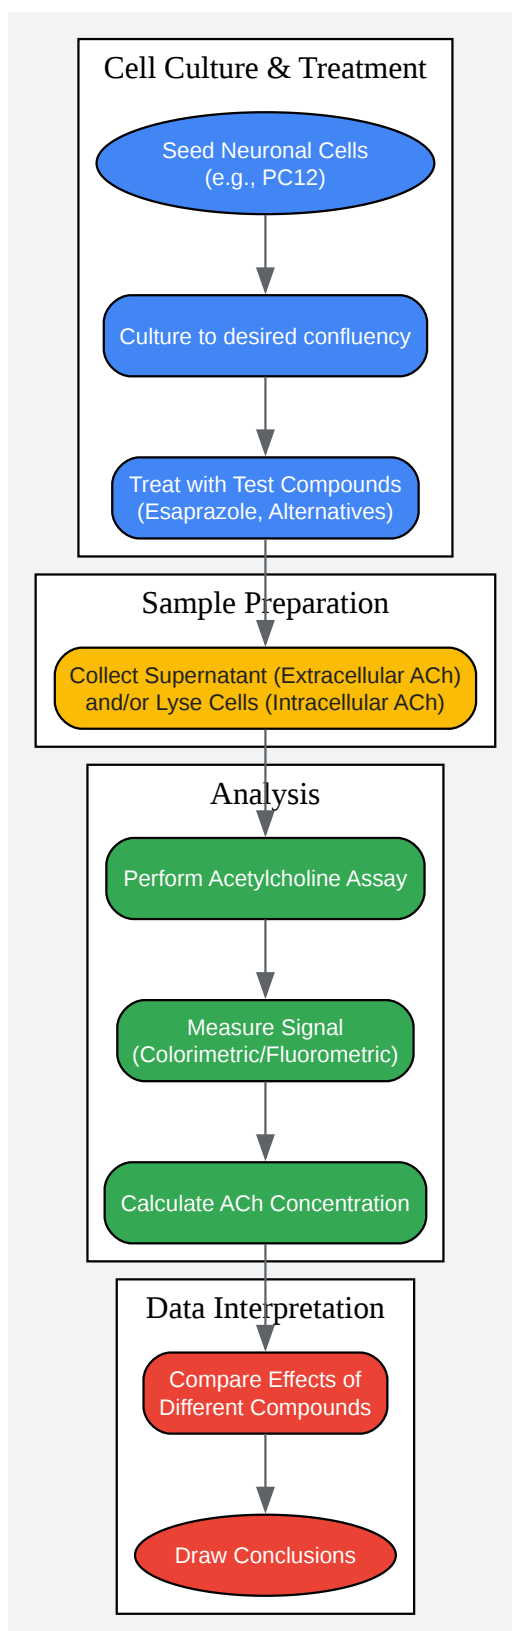 Cell Culture & Treatment
Seed Neuronal Cells
(e.g., PC12)
Culture to desired confluency
Treat with Test Compounds
(Esaprazole, Alternatives)
Sample Preparation
Collect Supernatant (Extracellular ACh)
and/or Lyse Cells (Intracellular ACh)
Analysis
Perform Acetylcholine Assay
Measure Signal
(Colorimetric/Fluorometric)
Calculate ACh Concentration
Data Interpretation
Compare Effects of
Different Compounds
Draw Conclusions